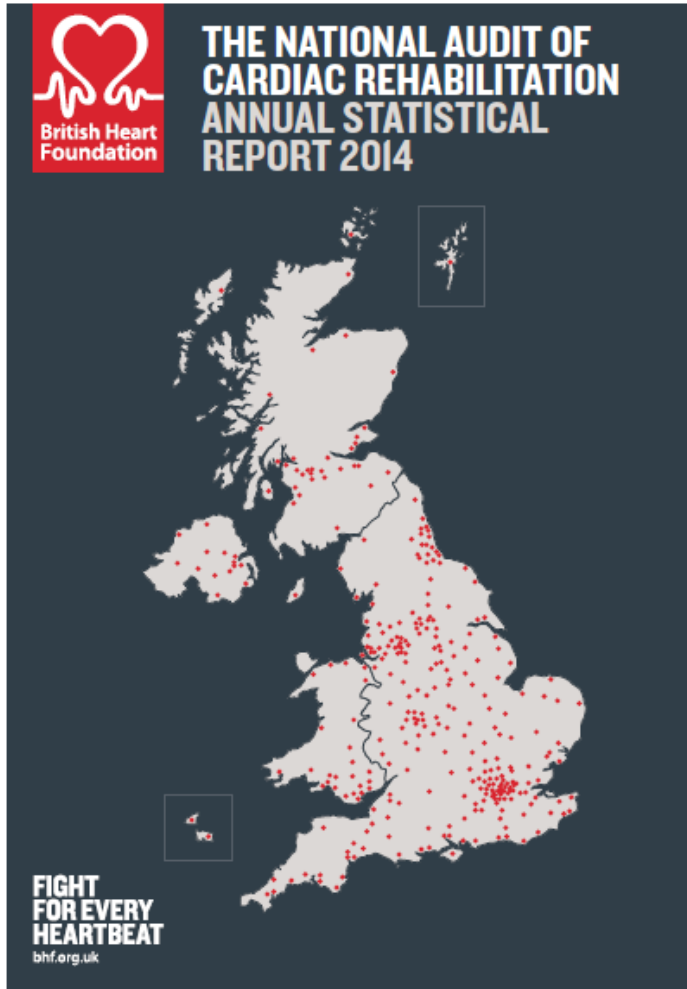 British Heart
Foundation
THE NATIONAL AUDIT OF
CARDIAC REHABILITATION
ANNUAL STATISTICAL
REPORT 2014
FIGHT
FOR EVERY
HEARTBEAT
bhf.org.uk